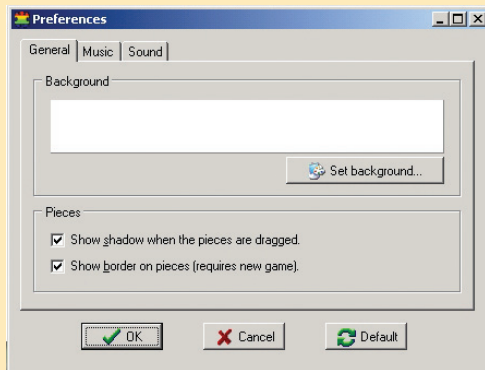 Preferences
General Music Sound
Background
Set background...
Pieces
Show shadow when the pieces are dragged.
Show border on pieces (requires new game).
OK Cancel Default